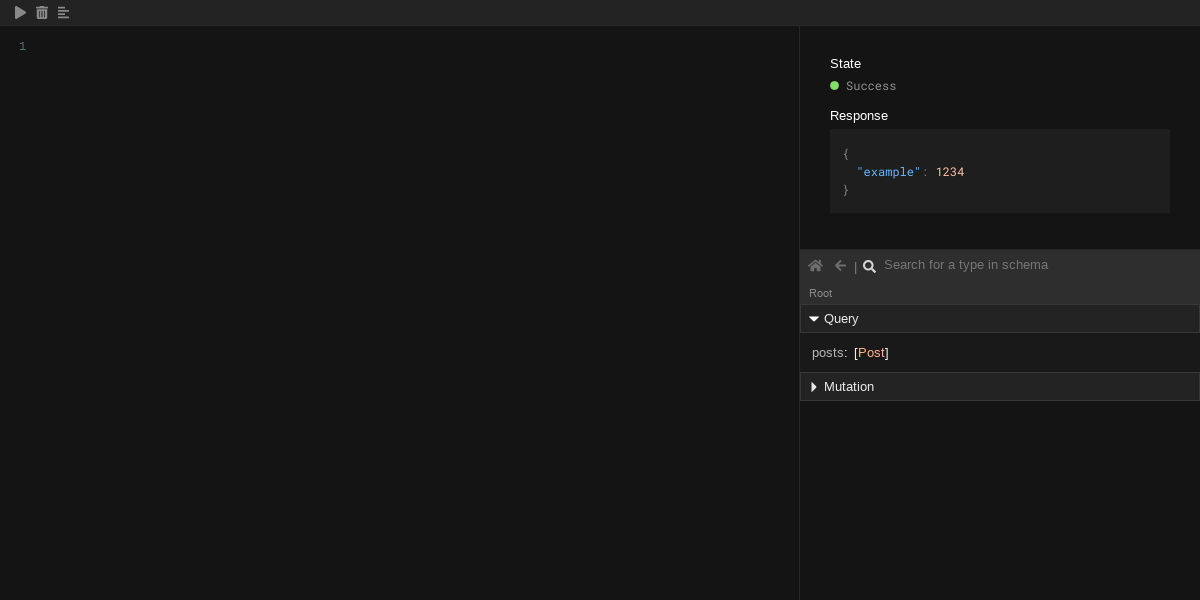 1
State
Success
Response
{
"example": 1234
}
| Search for a type in schema
Root
Query
posts: [Post]
Mutation